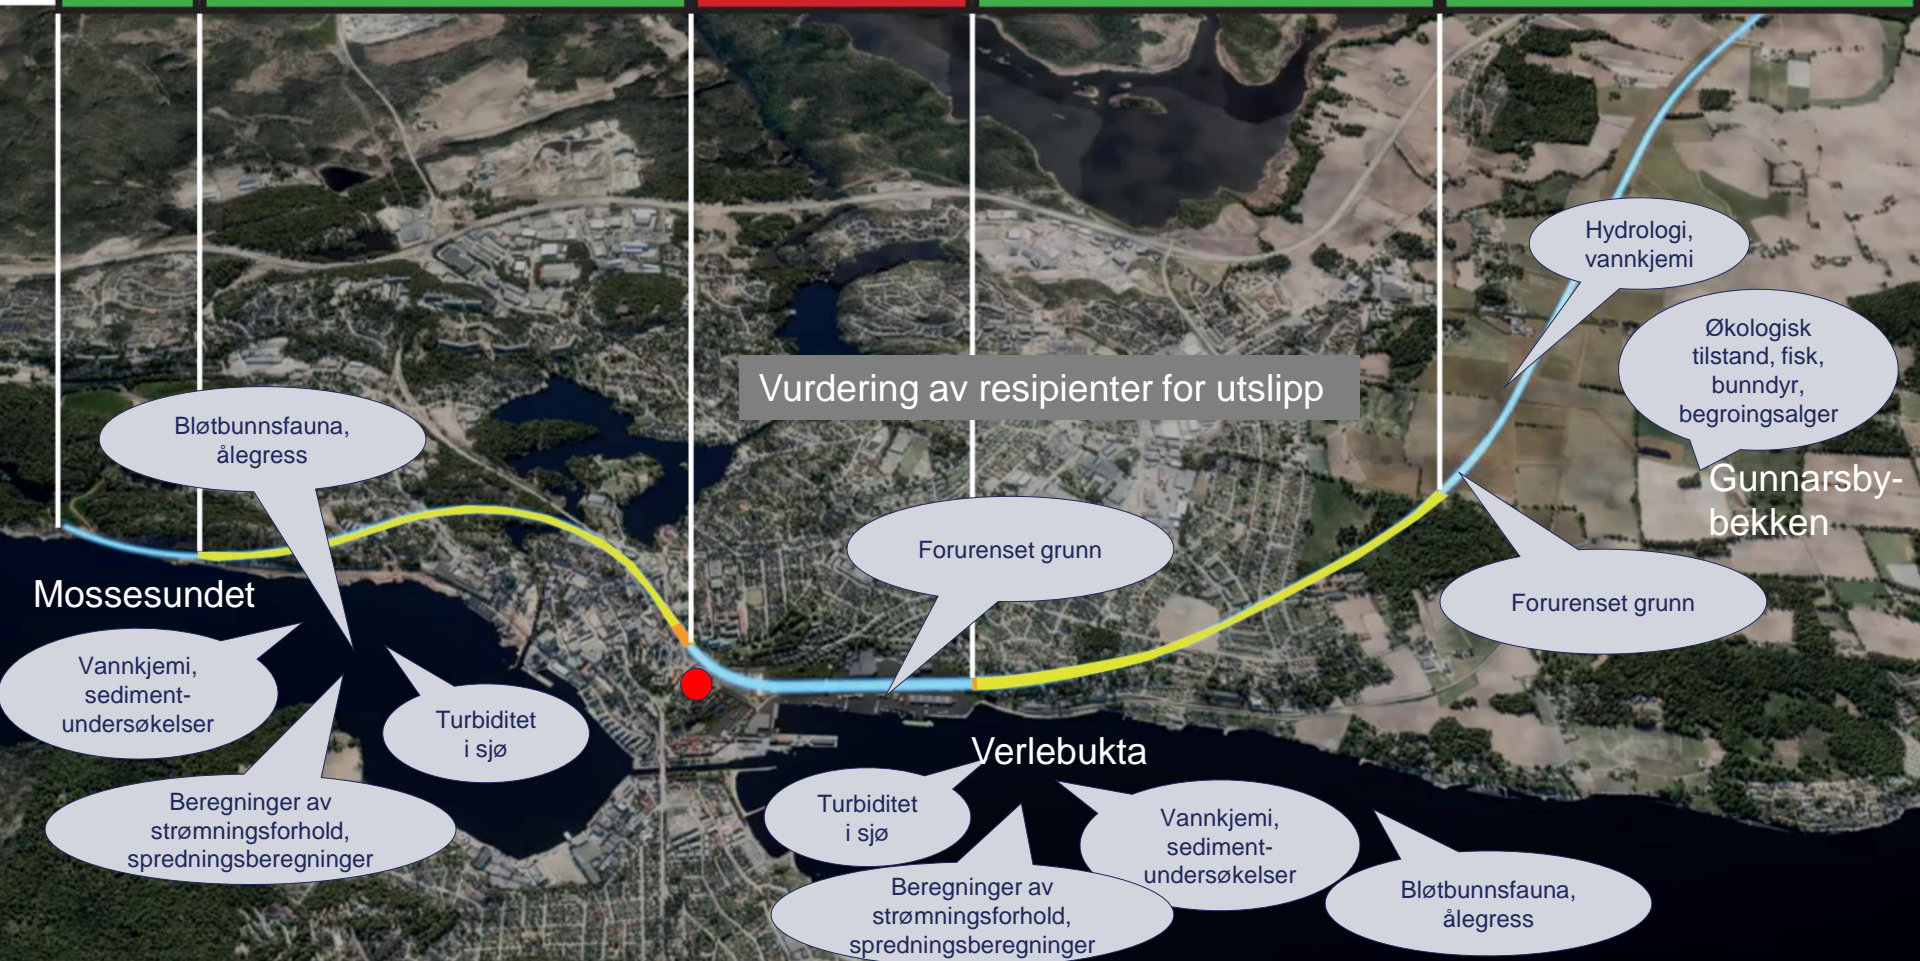 Hydrologi,
vannkjemi
Økologisk
tilstand, fisk,
bunndyr,
begroingsalger
Vurdering av resipienter for utslipp
Bløtbunnsfauna,
ålegress
Gunnarsby-
bekken
Forurenset grunn
Forurenset grunn
Mossesundet
Vannkjemi,
sediment-
undersøkelser
Turbiditet
i sjø
Beregninger av
strømningsforhold,
spredningsberegninger
Verlebukta
Turbiditet
i sjø
Vannkjemi,
sediment-
undersøkelser
Beregninger av
strømningsforhold,
spredningsberegninger
Bløtbunnsfauna,
ålegress